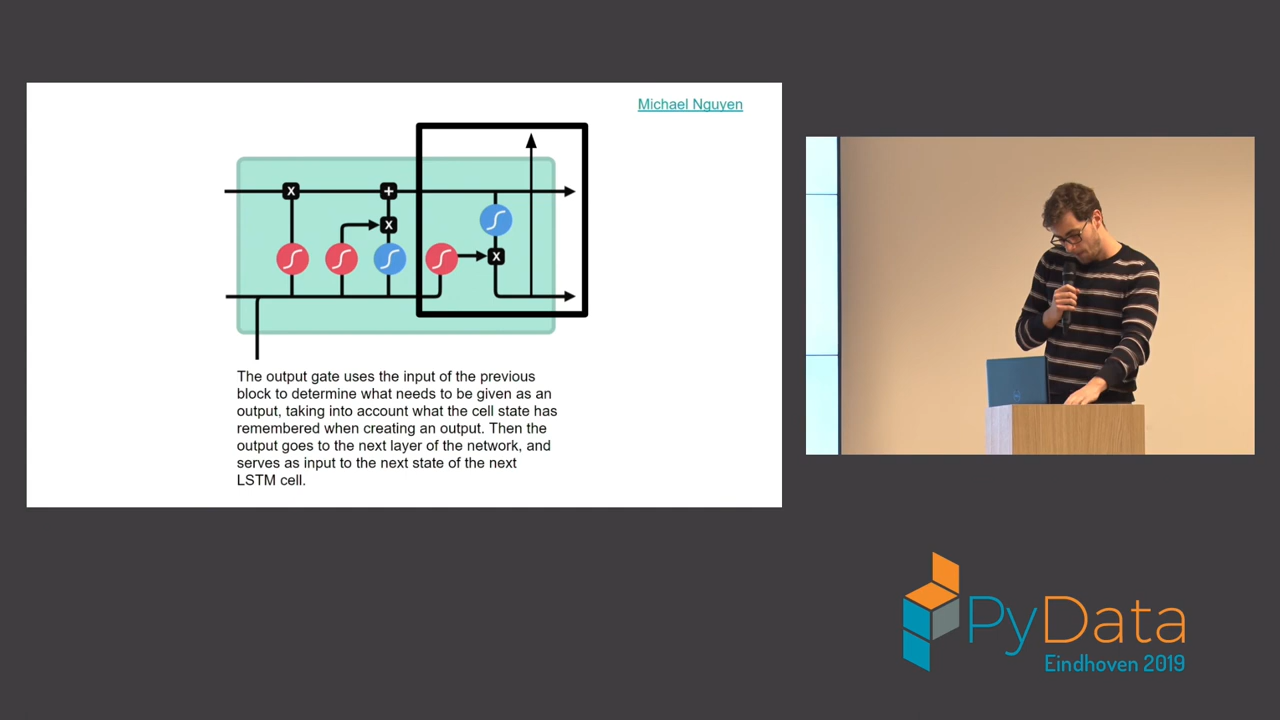 Michael Nguyen
x
+
x
x
The output gate uses the input of the previous
block to determine what needs to be given as an
output, taking into account what the cell state has
remembered when creating an output. Then the
output goes to the next layer of the network, and
serves as input to the next state of the next
LSTM cell.
PyData
Eindhoven 2019